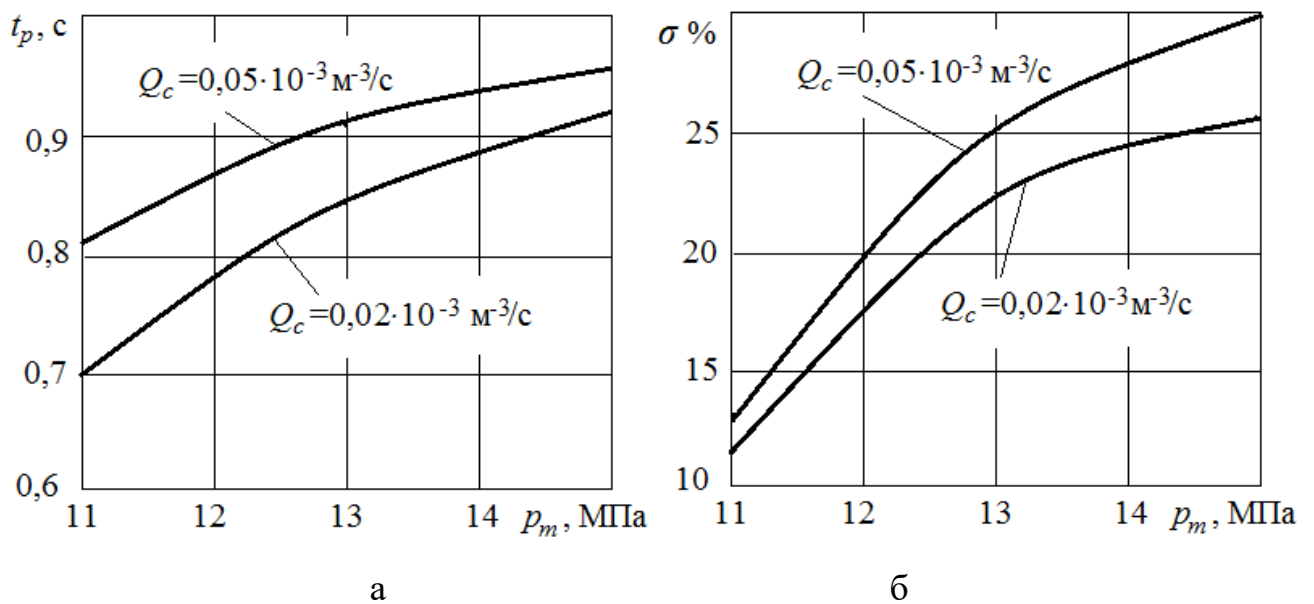 t_p, с
Q_c=0,05·10⁻³ м⁻³/с
0,9
0,8
Q_c=0,02·10⁻³ м⁻³/с
0,7
0,6
11 12 13 14 p_m, МПа
а
σ %
Q_c=0,05·10⁻³ м⁻³/с
25
20
Q_c=0,02·10⁻³м⁻³/с
15
10
11 12 13 14 p_m, МПа
б